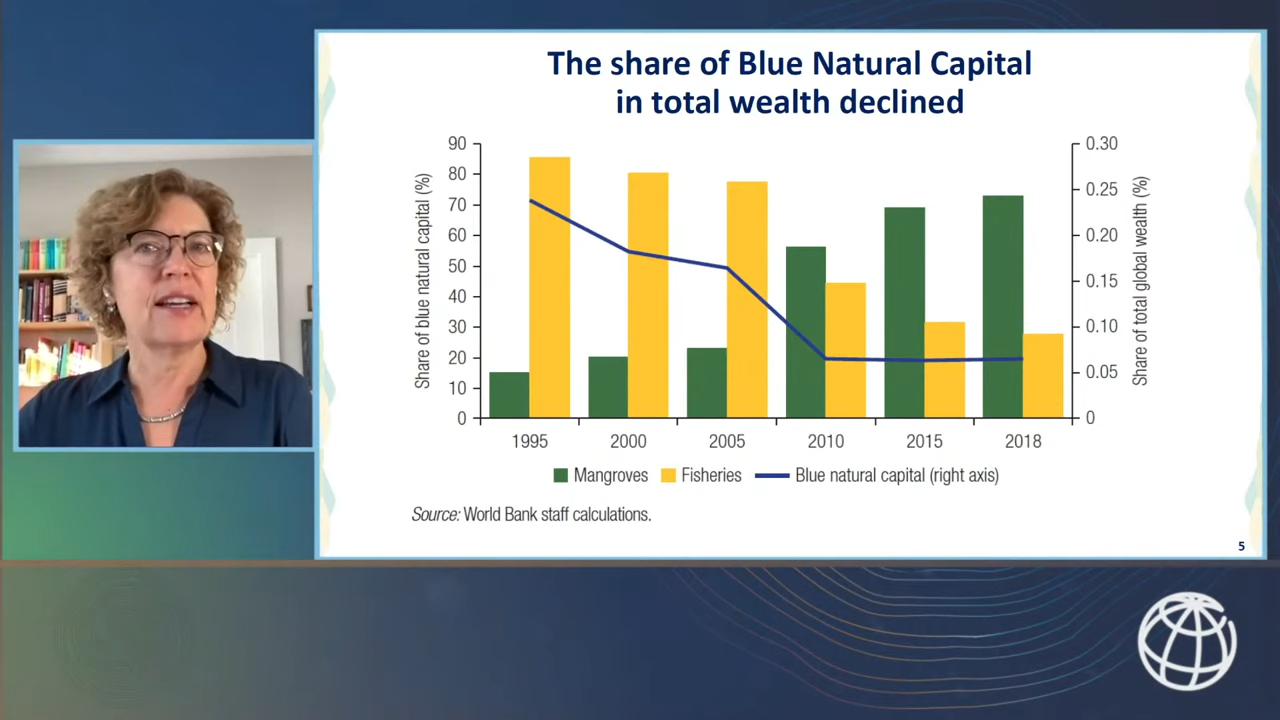 The share of Blue Natural Capital
in total wealth declined
Share of blue natural capital (%)
90
80
70
60
50
40
30
20
10
0
0.30
0.25
0.20
0.15
0.10
0.05
0
Share of total global wealth (%)
1995 2000 2005 2010 2015 2018
Mangroves Fisheries Blue natural capital (right axis)
Source: World Bank staff calculations.
5